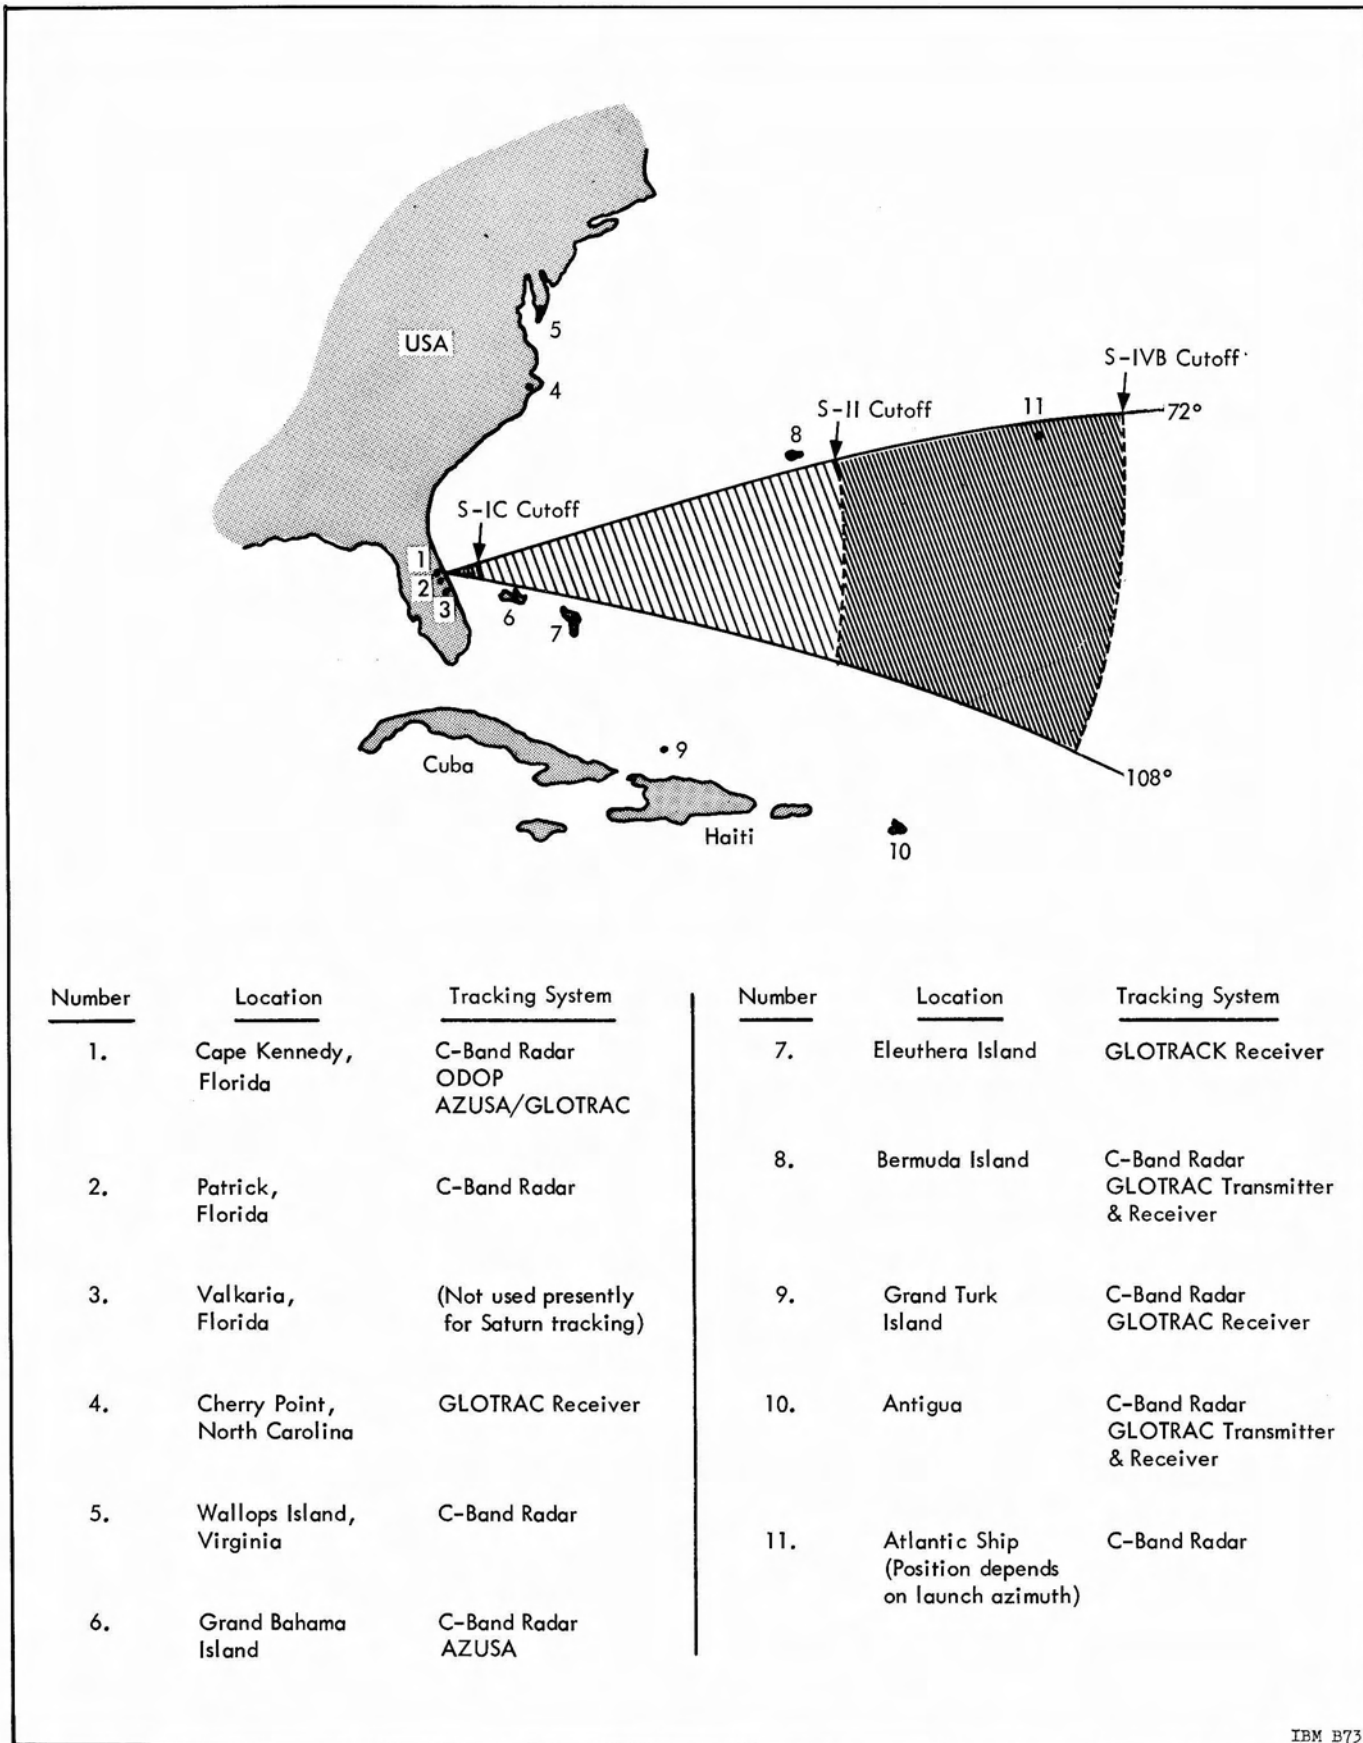 USA
5
4
S-IVB Cutoff
72°
S-II Cutoff
11
8
S-IC Cutoff
1
2
3
6
7
Cuba
9
Haiti
108°
10
Number Location Tracking System
1. Cape Kennedy, C-Band Radar
Florida ODOP
AZUSA/GLOTRAC
2. Patrick, C-Band Radar
Florida
3. Valkaria, (Not used presently
Florida for Saturn tracking)
4. Cherry Point, GLOTRAC Receiver
North Carolina
5. Wallops Island, C-Band Radar
Virginia
6. Grand Bahama C-Band Radar
Island AZUSA
Number Location Tracking System
7. Eleuthera Island GLOTRACK Receiver
8. Bermuda Island C-Band Radar
GLOTRAC Transmitter
& Receiver
9. Grand Turk C-Band Radar
Island GLOTRAC Receiver
10. Antigua C-Band Radar
GLOTRAC Transmitter
& Receiver
11. Atlantic Ship C-Band Radar
(Position depends
on launch azimuth)
IBM B73